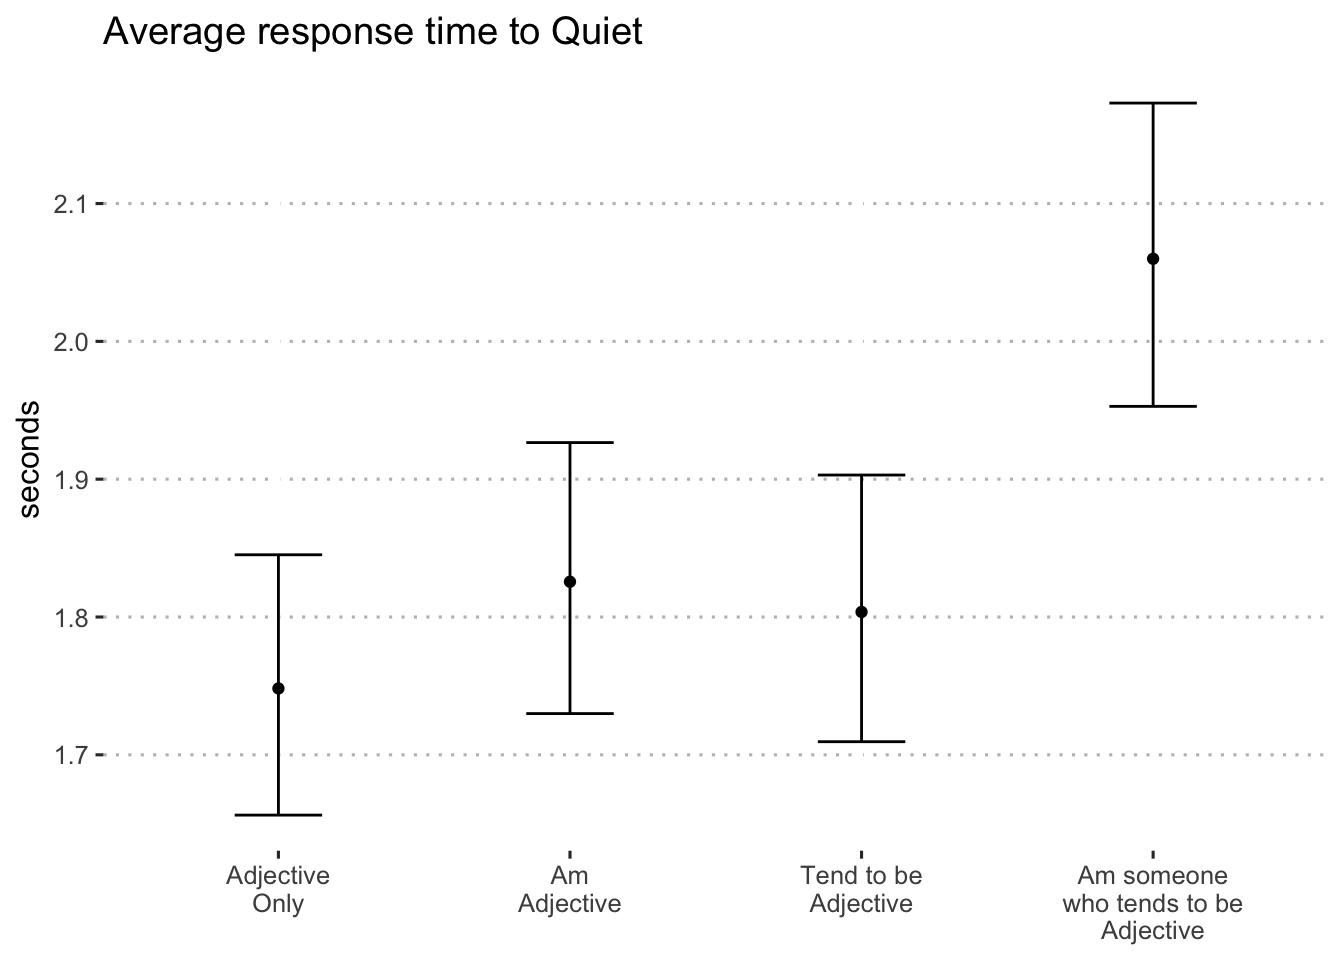 Average response time to Quiet
seconds
2.1
2.0
1.9
1.8
1.7
Adjective
Only
Am
Adjective
Tend to be
Adjective
Am someone
who tends to be
Adjective